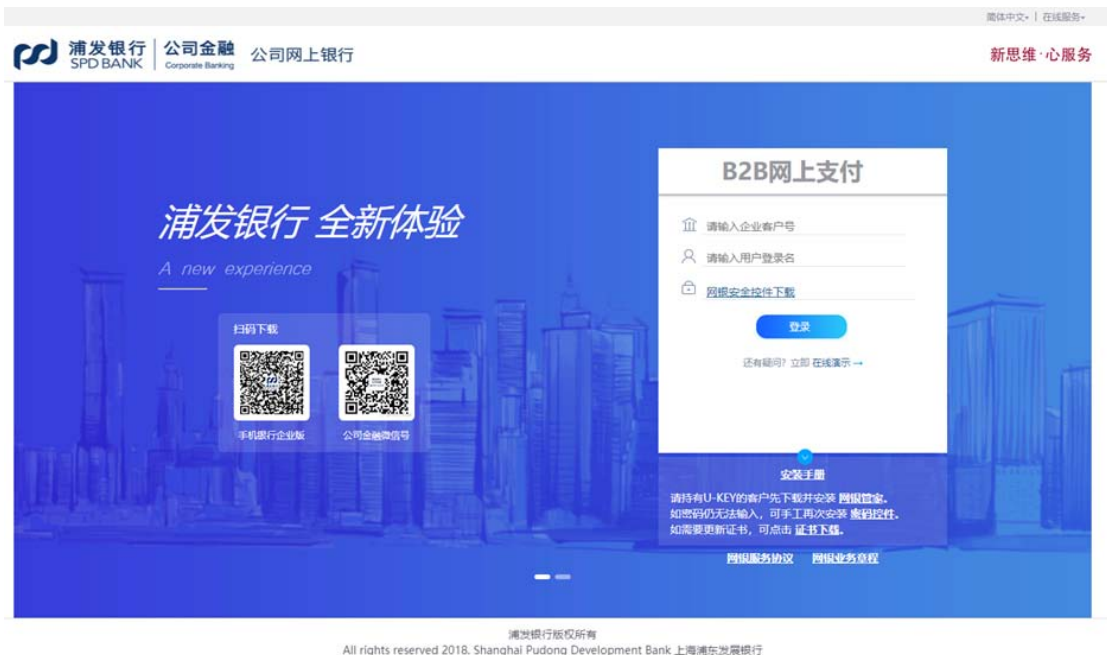 简体中文 | 在线服务
浦发银行 公司金融 公司网上银行
SPD BANK Corporate Banking
新思维·心服务
B2B网上支付
浦发银行 全新体验
A new experience
请输入企业客户号
请输入用户登录名
网银安全控件下载
登录
还有疑问? 立即 在线演示→
扫码下载
手机银行企业版 公司金融微信号
安装手册
请持有U-KEY的客户先下载并安装 网银管家。
如密码仍无法输入,可手工再次安装 密码控件。
如需要更新证书,可点击 证书下载。
网银服务协议 网银业务章程
浦发银行版权所有
All rights reserved 2018. Shanghai Pudong Development Bank 上海浦东发展银行